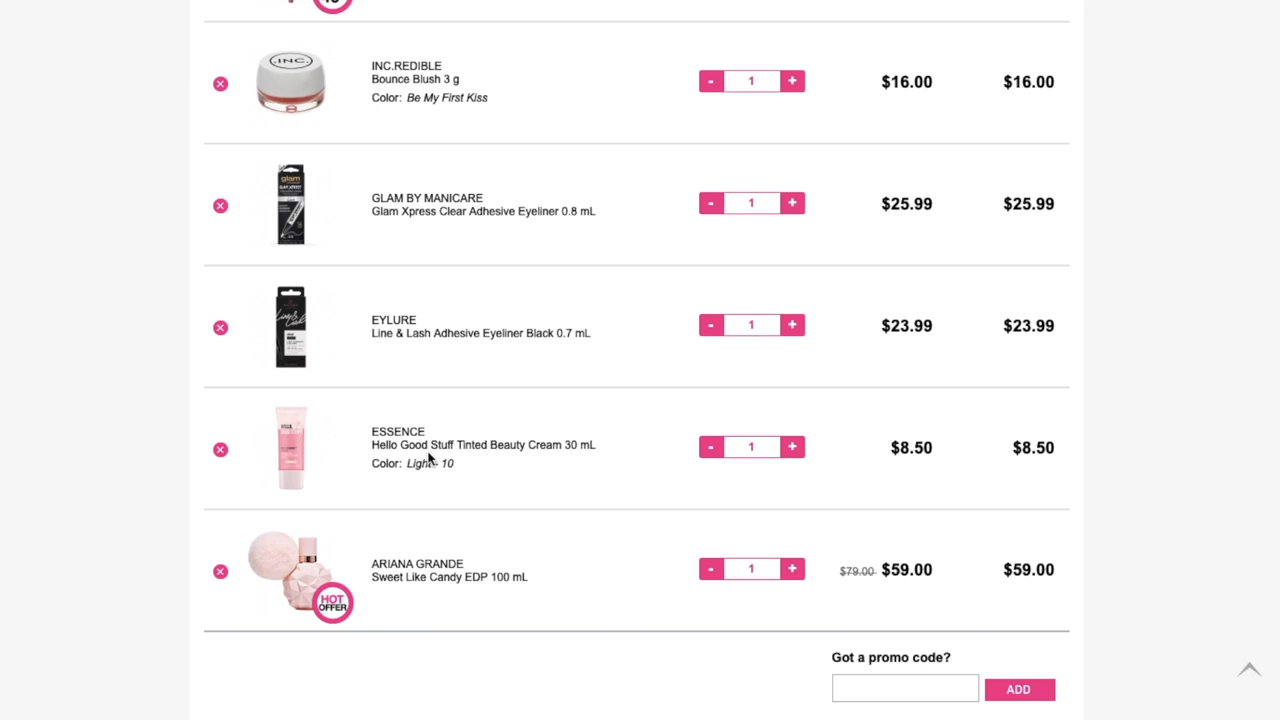 INC.REDIBLE
Bounce Blush 3 g
Color: Be My First Kiss
.INC.
- 1 +
$16.00 $16.00
GLAM BY MANICARE
Glam Xpress Clear Adhesive Eyeliner 0.8 mL
glam
- 1 +
$25.99 $25.99
EYLURE
Line & Lash Adhesive Eyeliner Black 0.7 mL
- 1 +
$23.99 $23.99
ESSENCE
Hello Good Stuff Tinted Beauty Cream 30 mL
Color: Light - 10
- 1 +
$8.50 $8.50
ARIANA GRANDE
Sweet Like Candy EDP 100 mL
HOT
OFFER
- 1 +
$79.00 $59.00 $59.00
Got a promo code?
ADD